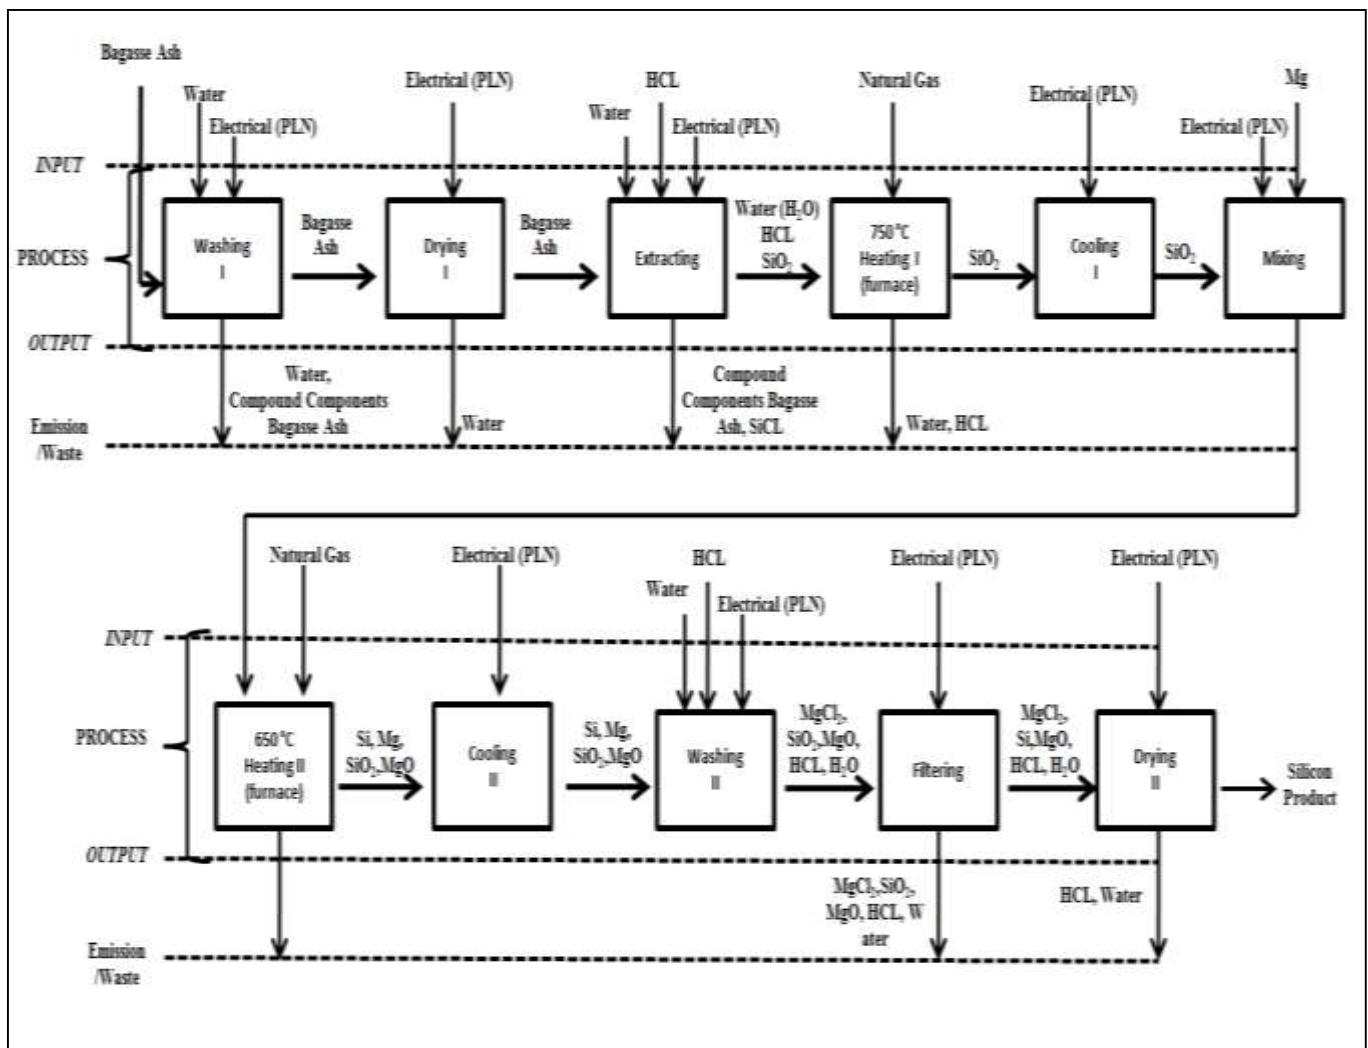 Bagasse Ash
Water
Electrical (PLN)
Electrical (PLN)
HCL
Water
Electrical (PLN)
Natural Gas
Electrical (PLN)
Mg
Electrical (PLN)
INPUT
PROCESS
OUTPUT
Emission
/Waste
Washing
I
Bagasse
Ash
Drying
I
Bagasse
Ash
Extracting
Water (H₂O)
HCL
SiO₂
750°C
Heating I
(furnace)
SiO₂
Cooling
I
SiO₂
Mixing
Water,
Compound Components
Bagasse Ash
Water
Compound
Components Bagasse
Ash, SiCL
Water, HCL
Natural Gas
Electrical (PLN)
HCL
Water
Electrical (PLN)
Electrical (PLN)
Electrical (PLN)
INPUT
PROCESS
OUTPUT
Emission
/Waste
650°C
Heating II
(furnace)
Si, Mg,
SiO₂,MgO
Cooling
II
Si, Mg,
SiO₂,MgO
Washing
II
MgCl₂,
SiO₂,MgO,
HCL, H₂O
Filtering
MgCl₂,
Si,MgO,
HCL, H₂O
Drying
II
Silicon
Product
MgCl₂,SiO₂,
MgO, HCL, W
ater
HCL, Water